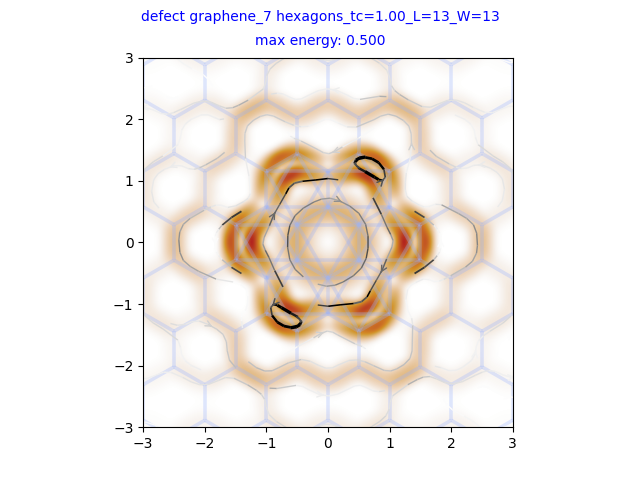 defect graphene_7 hexagons_tc=1.00_L=13_W=13
max energy: 0.500
3
2
1
0
−1
−2
−3
−3 −2 −1 0 1 2 3